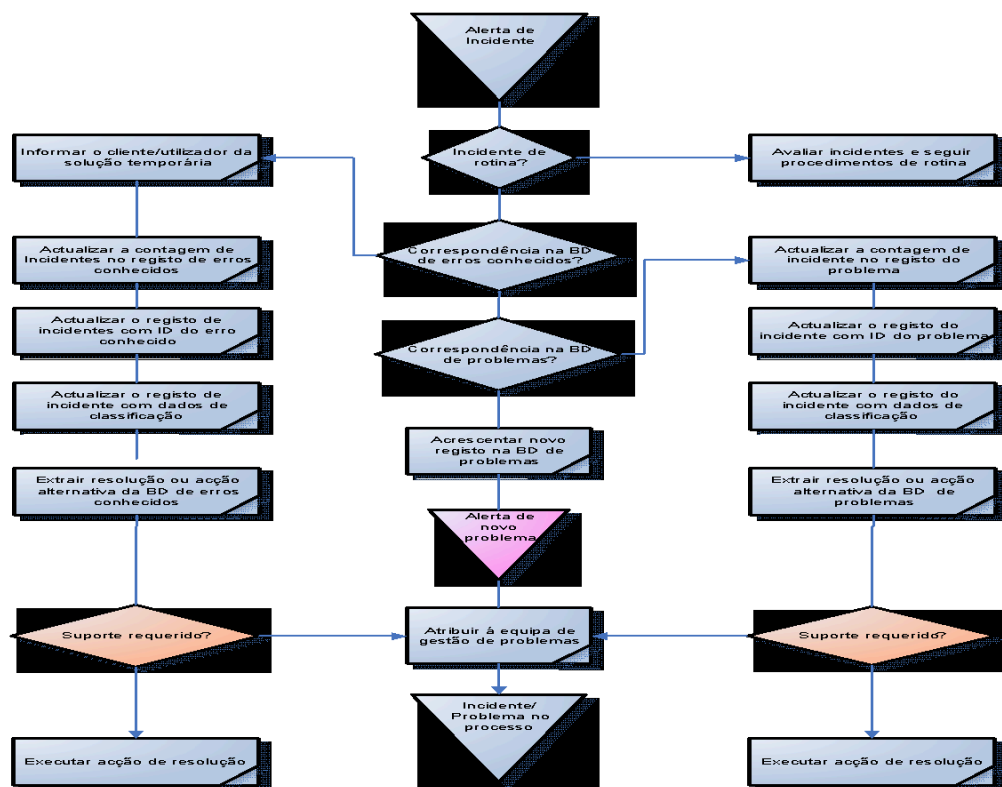 Alerta de
Incidente
Informar o cliente/utilizador da
solução temporária
Incidente de
rotina?
Avaliar incidentes e seguir
procedimentos de rotina
Actualizar a contagem de
Incidentes no registo de erros
conhecidos
Correspondência na BD
de erros conhecidos?
Actualizar a contagem de
incidente no registo do
problema
Actualizar o registo de
incidentes com ID do erro
conhecido
Correspondência na BD
de problemas?
Actualizar o registo do
incidente com ID do problema
Actualizar o registo de
incidente com dados de
classificação
Acrescentar novo
registo na BD de
problemas
Actualizar o registo do
incidente com dados de
classificação
Extrair resolução ou acção
alternativa da BD de erros
conhecidos
Alerta de
novo
problema
Extrair resolução ou acção
alternativa da BD de
problemas
Suporte requerido?
Atribuir á equipa de
gestão de problemas
Suporte requerido?
Incidente/
Problema no
processo
Executar acção de resolução
Executar acção de resolução